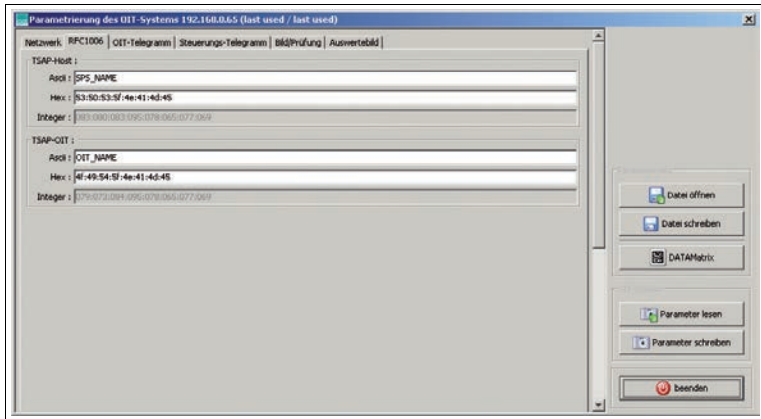 Parametrierung des OIT-Systems 192.168.0.65 (last used / last used)
Netzwerk RFC1006 OIT-Telegramm Steuerungs-Telegramm Bild/Prüfung Auswertebild
TSAP-Host :
Ascii : SPS_NAME
Hex : 53:50:53:5f:4e:41:4d:45
Integer : 083:080:083:095:078:065:077:069
TSAP-OIT :
Ascii : OIT_NAME
Hex : 4f:49:54:5f:4e:41:4d:45
Integer : 079:073:084:095:078:065:077:069
Datei öffnen
Datei schreiben
DATAMatrix
Parameter lesen
Parameter schreiben
beenden